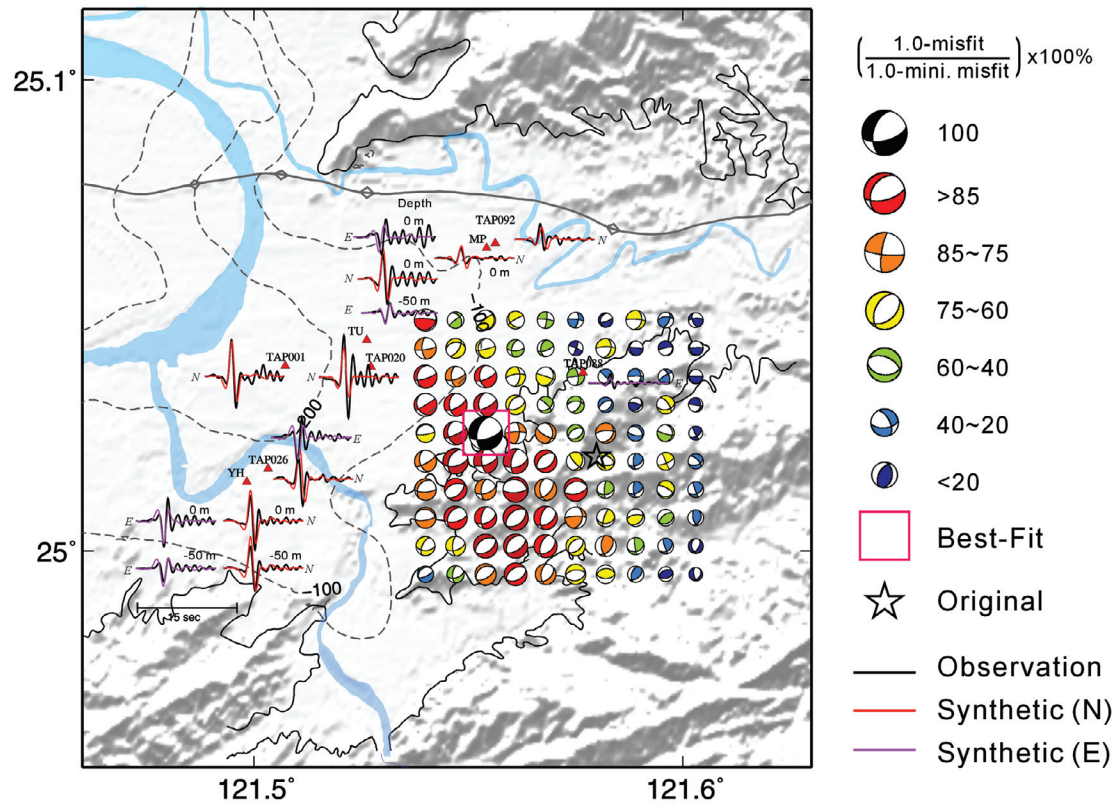 25.1°
25°
121.5°
121.6°
Depth
0 m
TAP092
E
MP
N
N
0 m
0 m
N
-50 m
E
-100
TU
TAP001
TAP020
N
N
TAP088
E
-200
E
TAP026
YH
N
0 m
0 m
E
N
-50 m
-50 m
E
N
-100
15 sec
(1.0-misfit
1.0-mini. misfit) x100%
100
>85
85~75
75~60
60~40
40~20
<20
Best-Fit
Original
Observation
Synthetic (N)
Synthetic (E)